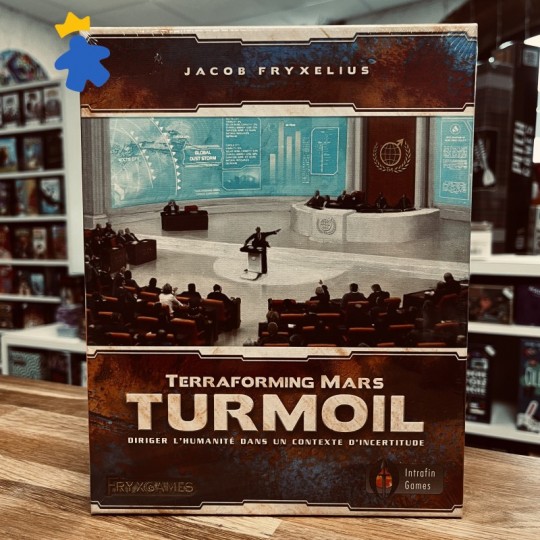 JACOB FRYXELIUS
GLOBAL
DUST STORM
TERRAFORMING MARS
TURMOIL
DIRIGER L'HUMANITÉ DANS UN CONTEXTE D'INCERTITUDE
FRYXGAMES
Intrafin
Games